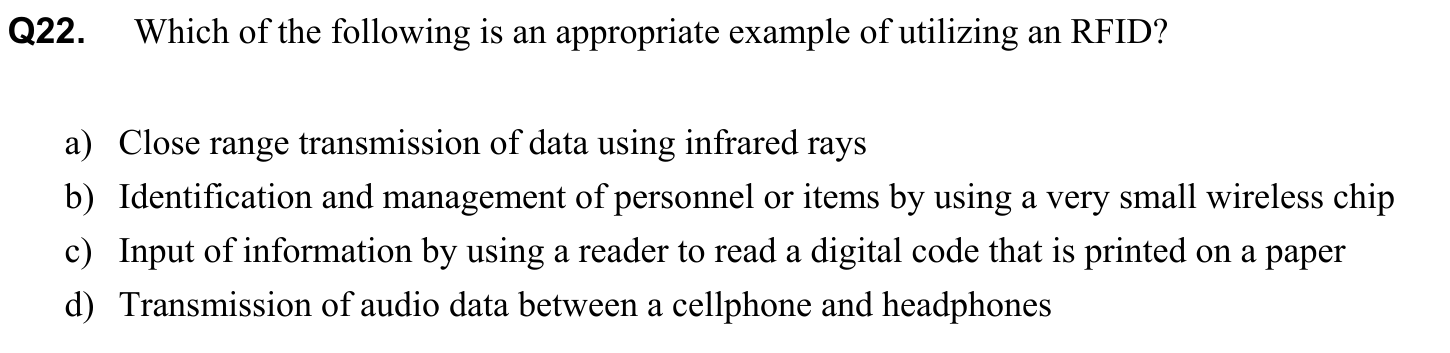 Q22. Which of the following is an appropriate example of utilizing an RFID?
a) Close range transmission of data using infrared rays
b) Identification and management of personnel or items by using a very small wireless chip
c) Input of information by using a reader to read a digital code that is printed on a paper
d) Transmission of audio data between a cellphone and headphones